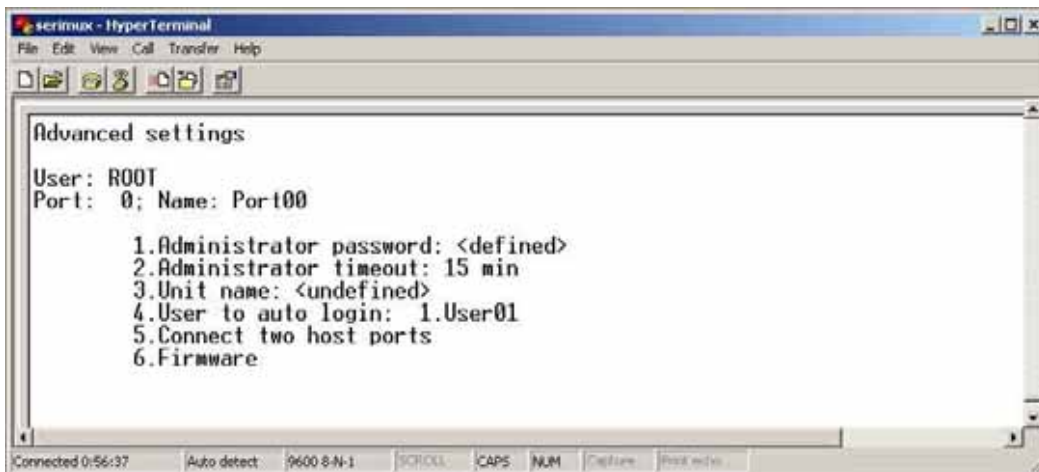 serimux - HyperTerminal
File Edit View Call Transfer Help
Advanced settings
User: ROOT
Port: 0; Name: Port00
1.Administrator password: <defined>
2.Administrator timeout: 15 min
3.Unit name: <undefined>
4.User to auto login: 1.User01
5.Connect two host ports
6.Firmware
Connected 0:56:37 Auto detect 9600 8-N-1 SCROLL CAPS NUM Capture Print echo